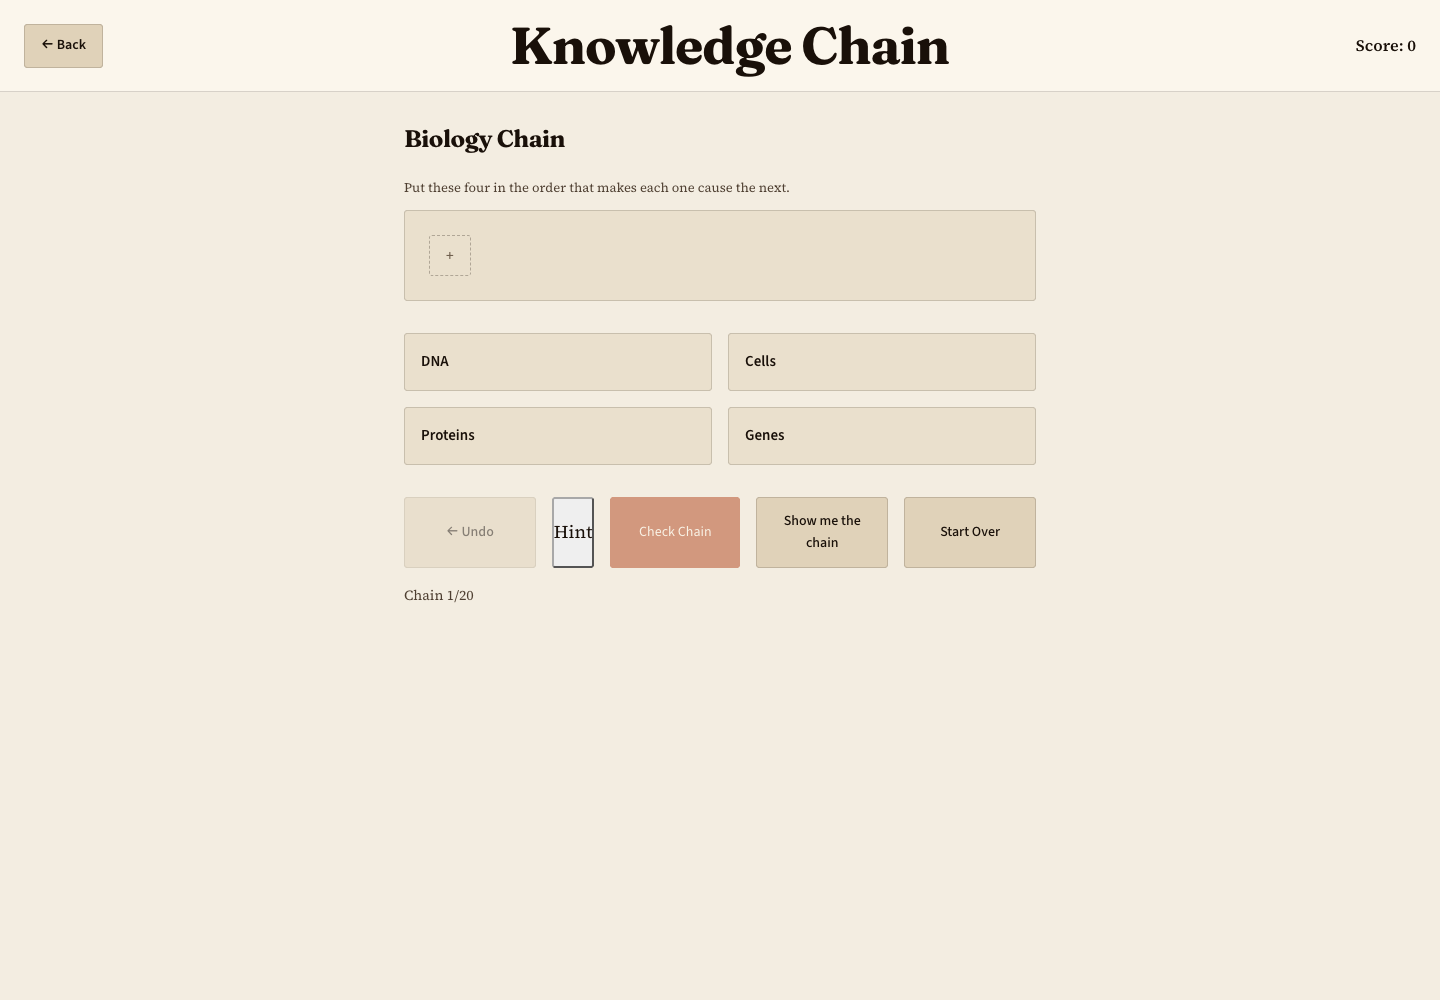 ← Back
Knowledge Chain
Score: 0
Biology Chain
Put these four in the order that makes each one cause the next.
+
DNA
Cells
Proteins
Genes
← Undo
Hint
Check Chain
Show me the
chain
Start Over
Chain 1/20